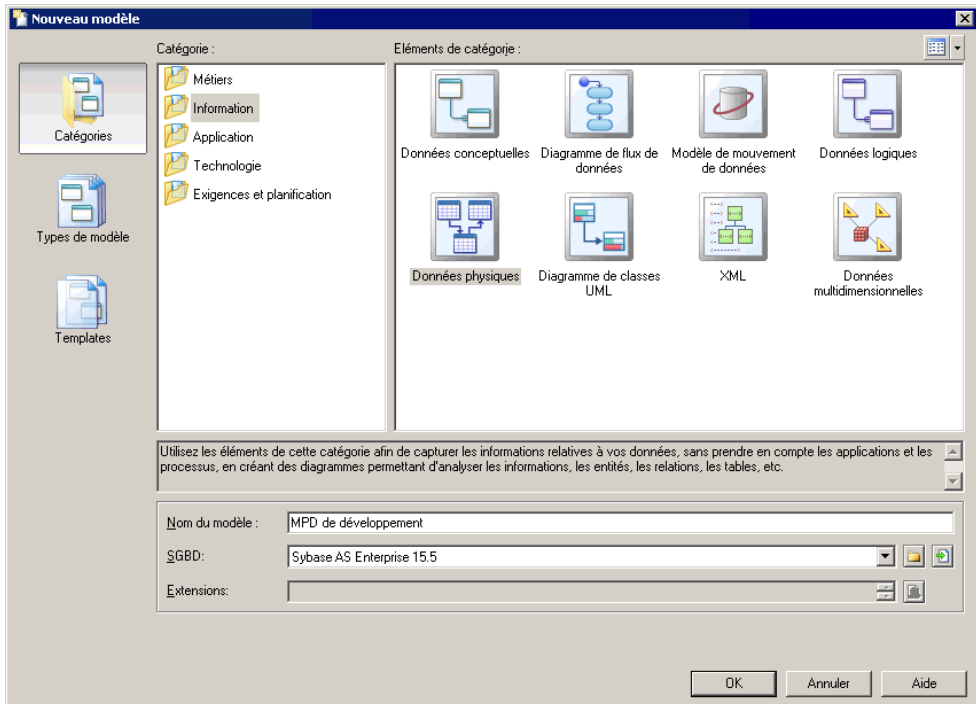 Nouveau modèle
Catégorie :
Eléments de catégorie :
Catégories
Types de modèle
Templates
Métiers
Information
Application
Technologie
Exigences et planification
Données conceptuelles
Diagramme de flux de données
Modèle de mouvement de données
Données logiques
Données physiques
Diagramme de classes UML
XML
Données multidimensionnelles
Utilisez les éléments de cette catégorie afin de capturer les informations relatives à vos données, sans prendre en compte les applications et les
processus, en créant des diagrammes permettant d'analyser les informations, les entités, les relations, les tables, etc.
Nom du modèle :
MPD de développement
SGBD:
Sybase AS Enterprise 15.5
Extensions:
OK
Annuler
Aide